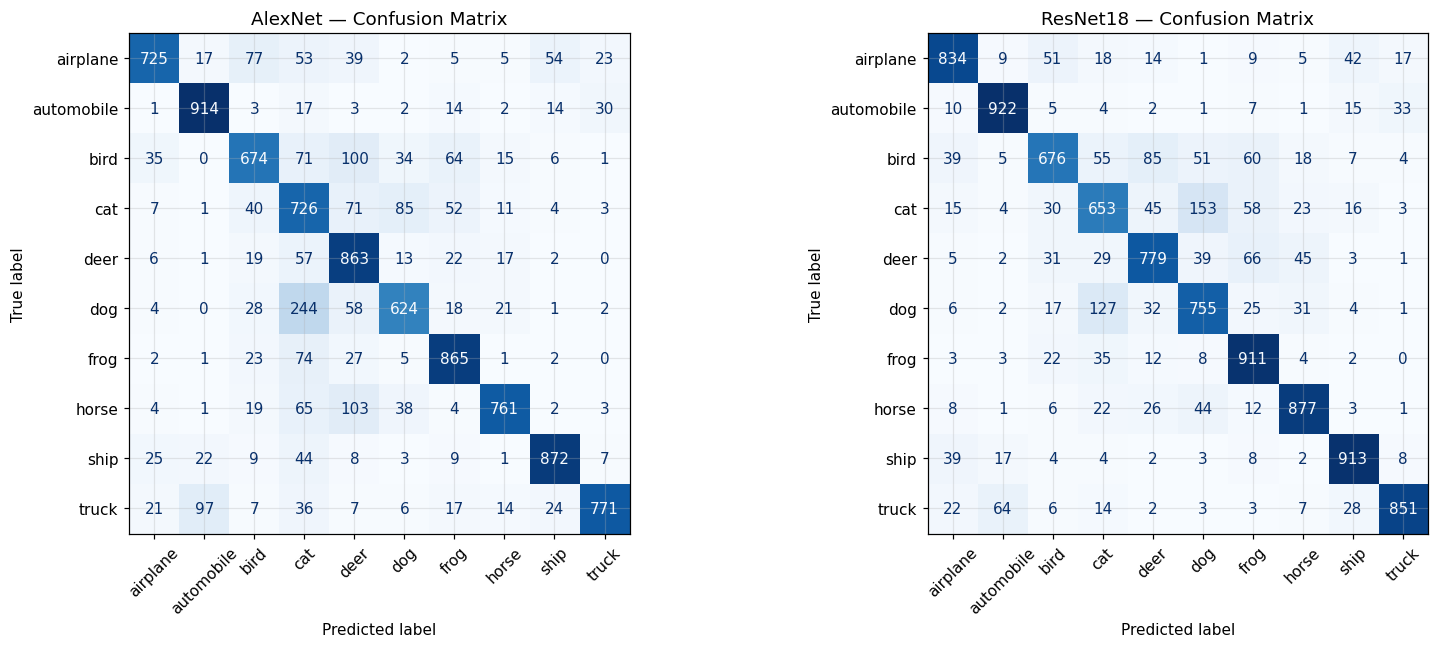 AlexNet — Confusion Matrix
True label
airplane 725 17 77 53 39 2 5 5 54 23
automobile 1 914 3 17 3 2 14 2 14 30
bird 35 0 674 71 100 34 64 15 6 1
cat 7 1 40 726 71 85 52 11 4 3
deer 6 1 19 57 863 13 22 17 2 0
dog 4 0 28 244 58 624 18 21 1 2
frog 2 1 23 74 27 5 865 1 2 0
horse 4 1 19 65 103 38 4 761 2 3
ship 25 22 9 44 8 3 9 1 872 7
truck 21 97 7 36 7 6 17 14 24 771
airplane automobile bird cat deer dog frog horse ship truck
Predicted label
ResNet18 — Confusion Matrix
True label
airplane 834 9 51 18 14 1 9 5 42 17
automobile 10 922 5 4 2 1 7 1 15 33
bird 39 5 676 55 85 51 60 18 7 4
cat 15 4 30 653 45 153 58 23 16 3
deer 5 2 31 29 779 39 66 45 3 1
dog 6 2 17 127 32 755 25 31 4 1
frog 3 3 22 35 12 8 911 4 2 0
horse 8 1 6 22 26 44 12 877 3 1
ship 39 17 4 4 2 3 8 2 913 8
truck 22 64 6 14 2 3 3 7 28 851
airplane automobile bird cat deer dog frog horse ship truck
Predicted label